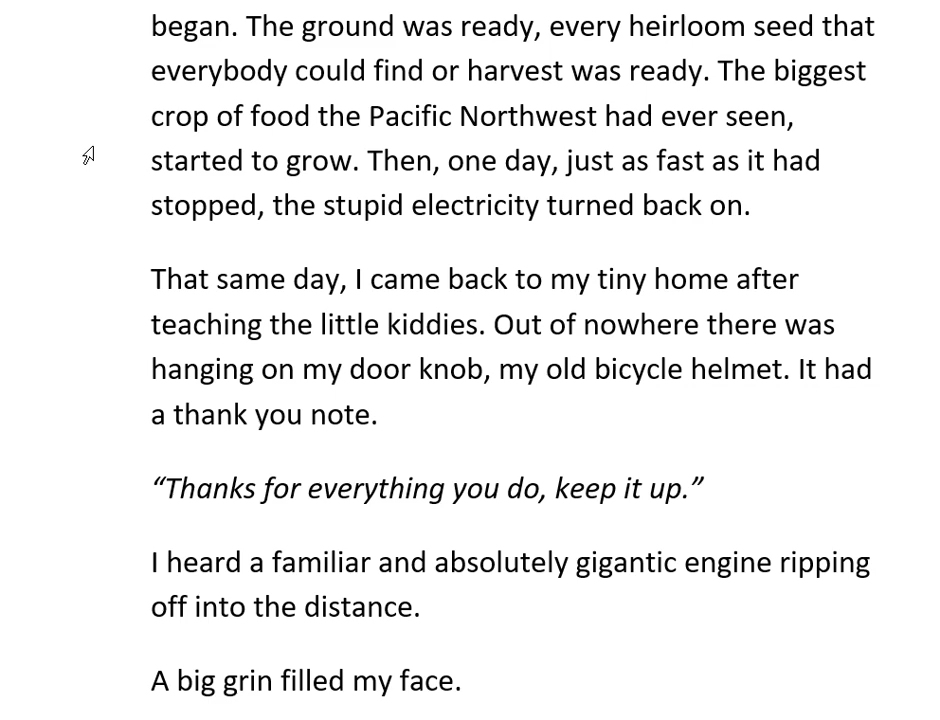 began. The ground was ready, every heirloom seed that
everybody could find or harvest was ready. The biggest
crop of food the Pacific Northwest had ever seen,
started to grow. Then, one day, just as fast as it had
stopped, the stupid electricity turned back on.
That same day, I came back to my tiny home after
teaching the little kiddies. Out of nowhere there was
hanging on my door knob, my old bicycle helmet. It had
a thank you note.
“Thanks for everything you do, keep it up.”
I heard a familiar and absolutely gigantic engine ripping
off into the distance.
A big grin filled my face.